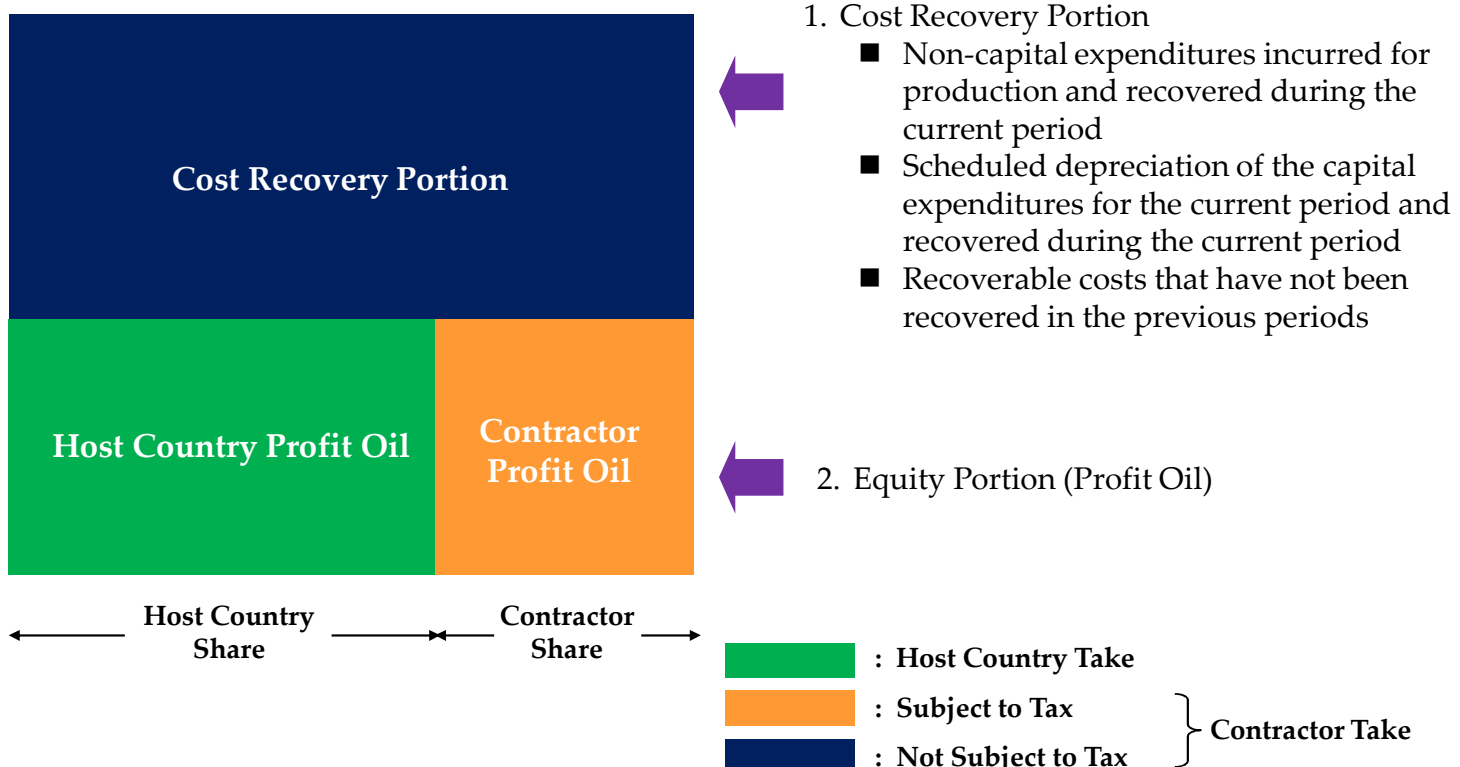 Cost Recovery Portion
Host Country Profit Oil
Contractor
Profit Oil
Host Country
Share
Contractor
Share
1. Cost Recovery Portion
■ Non-capital expenditures incurred for
production and recovered during the
current period
■ Scheduled depreciation of the capital
expenditures for the current period and
recovered during the current period
■ Recoverable costs that have not been
recovered in the previous periods
2. Equity Portion (Profit Oil)
: Host Country Take
: Subject to Tax
: Not Subject to Tax
Contractor Take